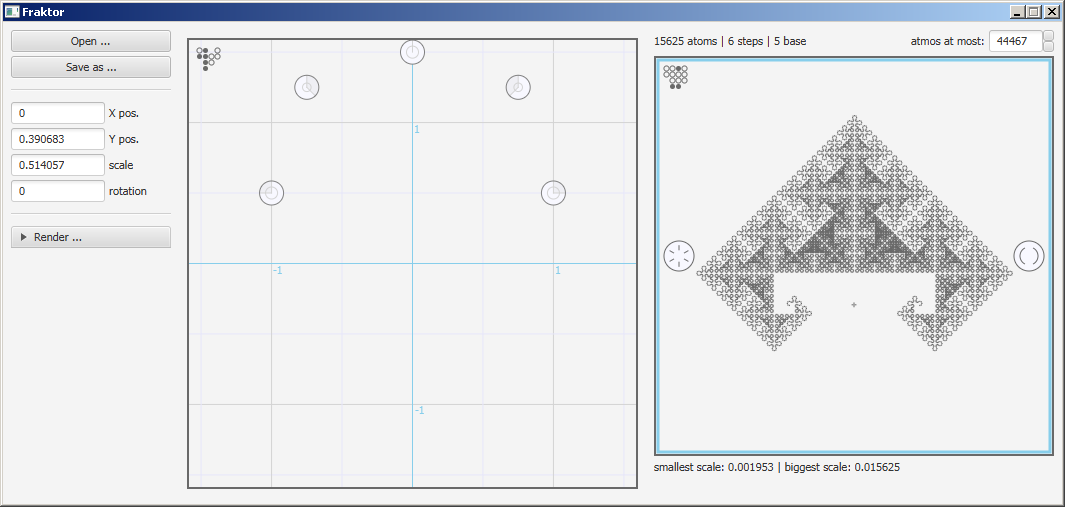 Fraktor
Open ...
Save as ...
0 X pos.
0.390683 Y pos.
0.514057 scale
0 rotation
Render ...
1
-1 1
-1
15625 atoms | 6 steps | 5 base atmos at most: 44467
smallest scale: 0.001953 | biggest scale: 0.015625